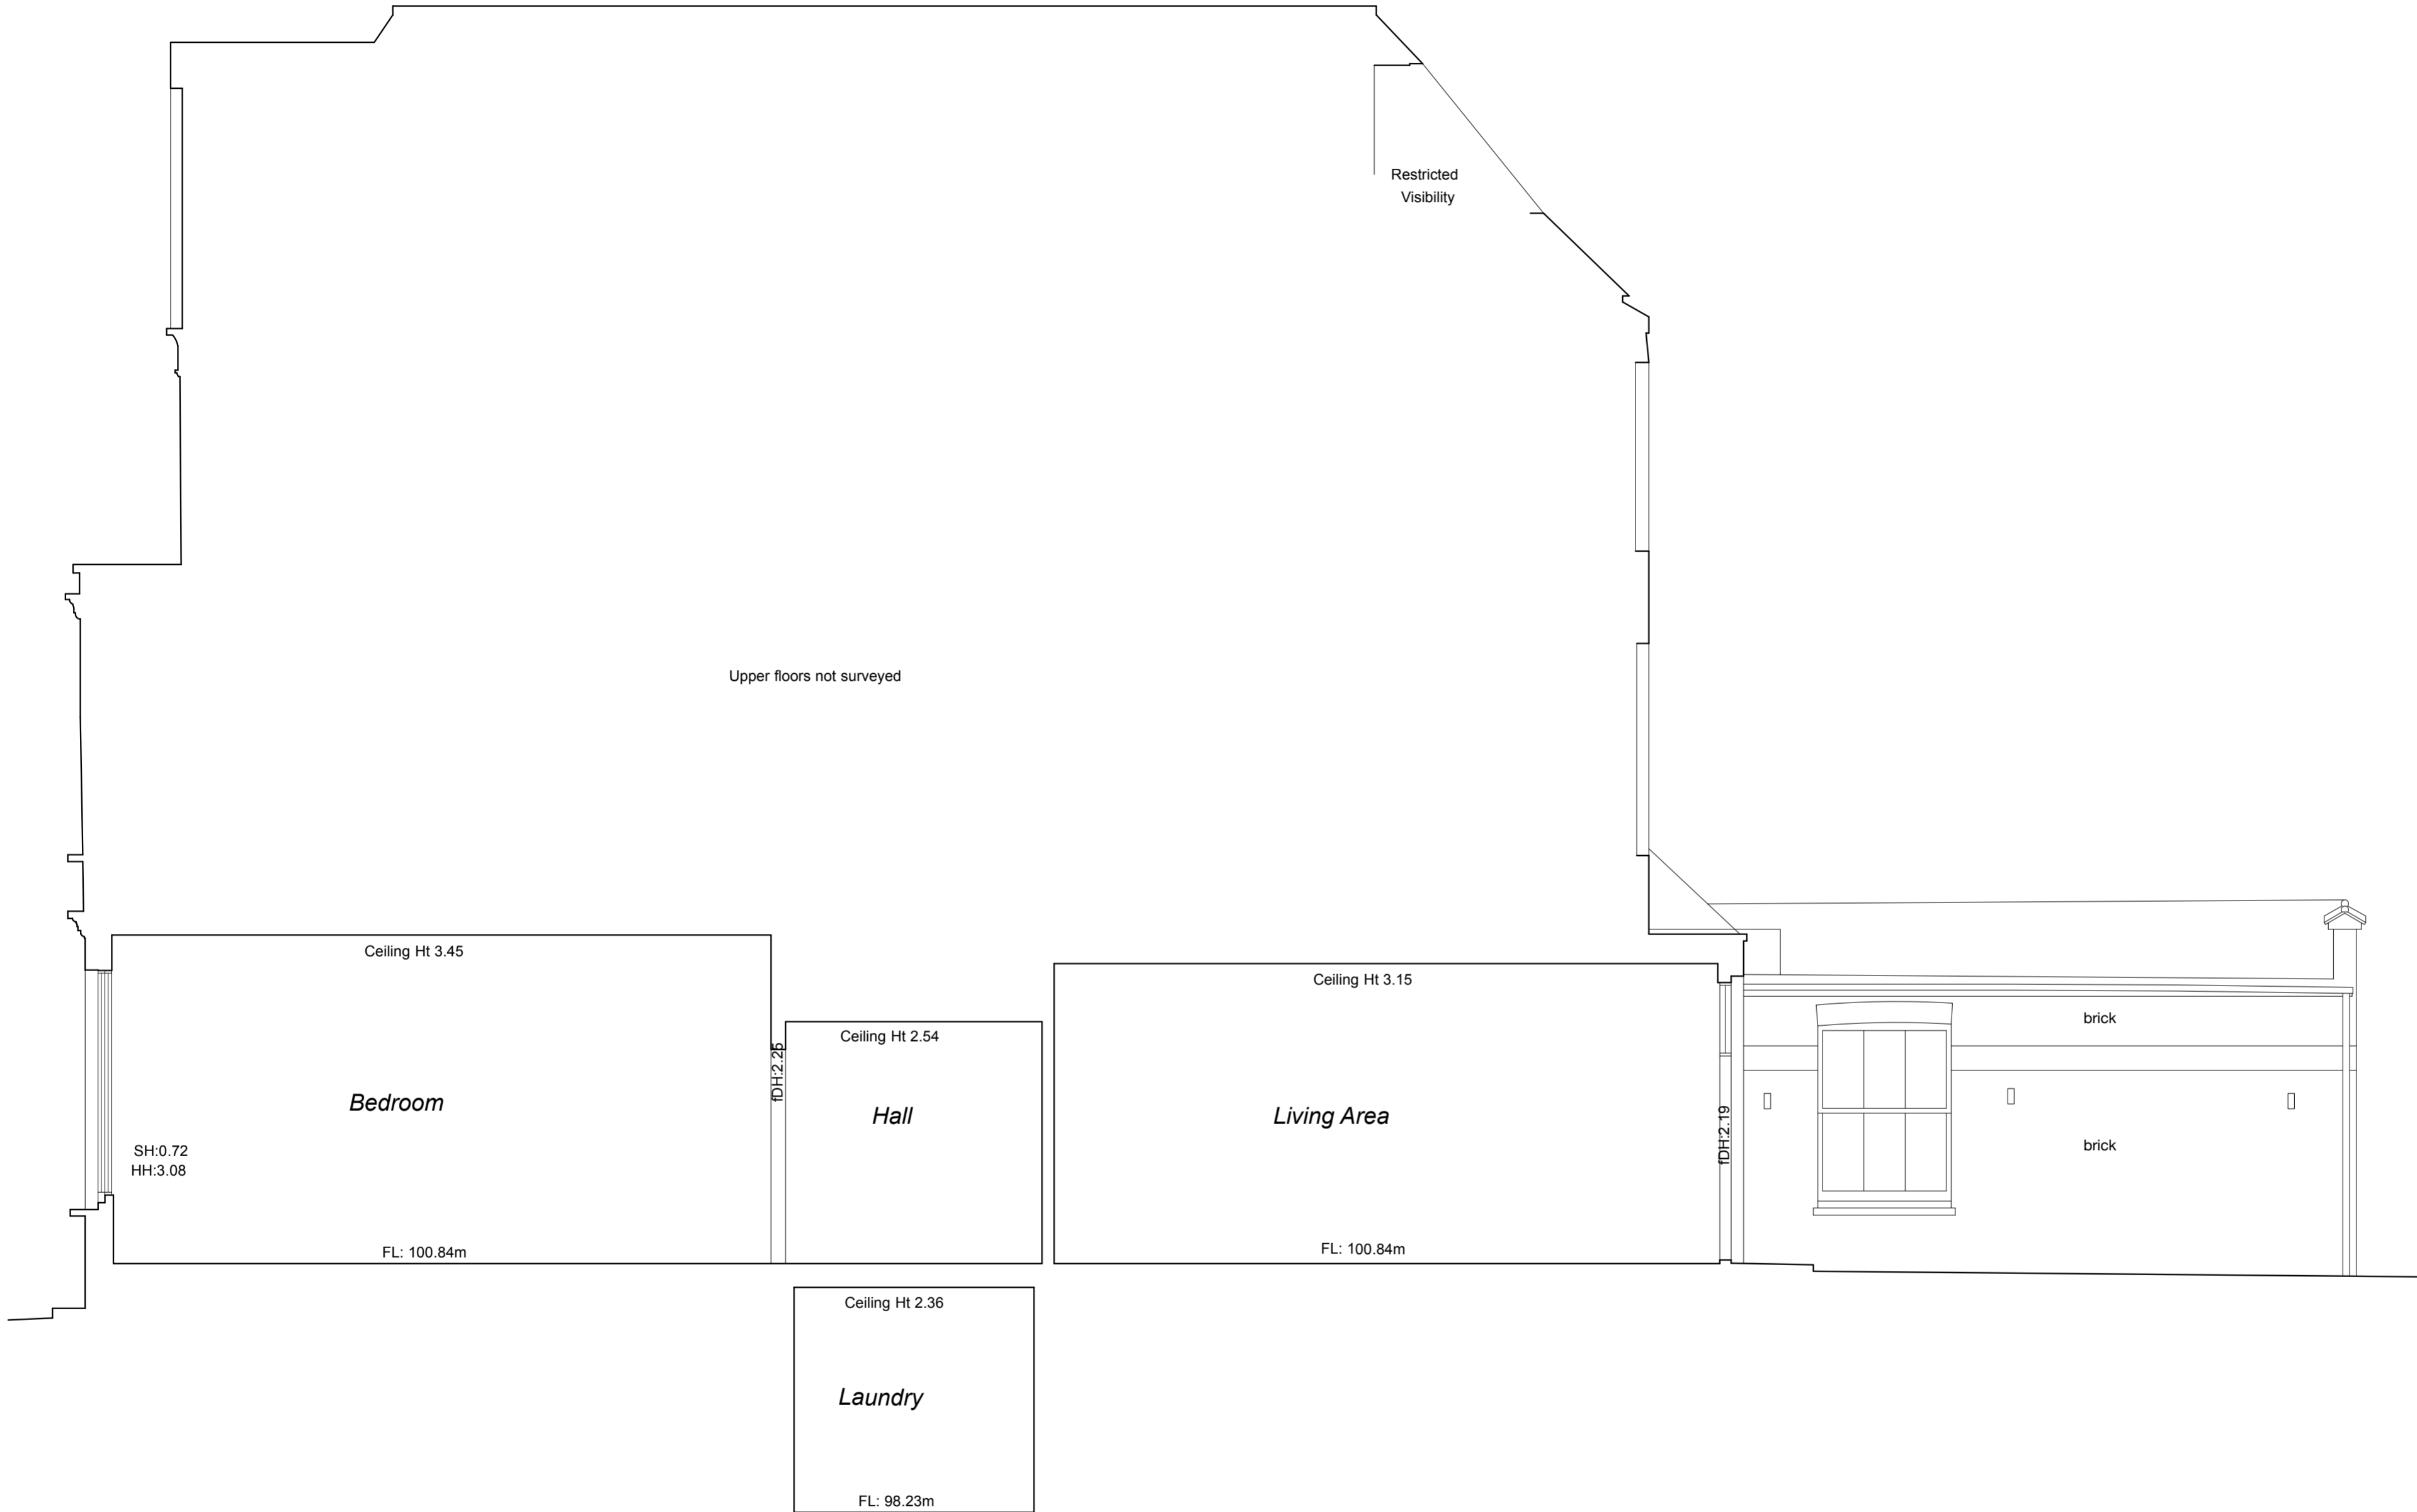 Restricted
Visibility
Upper floors not surveyed
Ceiling Ht 3.45
Ceiling Ht 3.15
brick
Ceiling Ht 2.54
fDH:2.25
Bedroom
Hall
Living Area
fDH:2.19
brick
SH:0.72
HH:3.08
FL: 100.84m
FL: 100.84m
Ceiling Ht 2.36
Laundry
FL: 98.23m